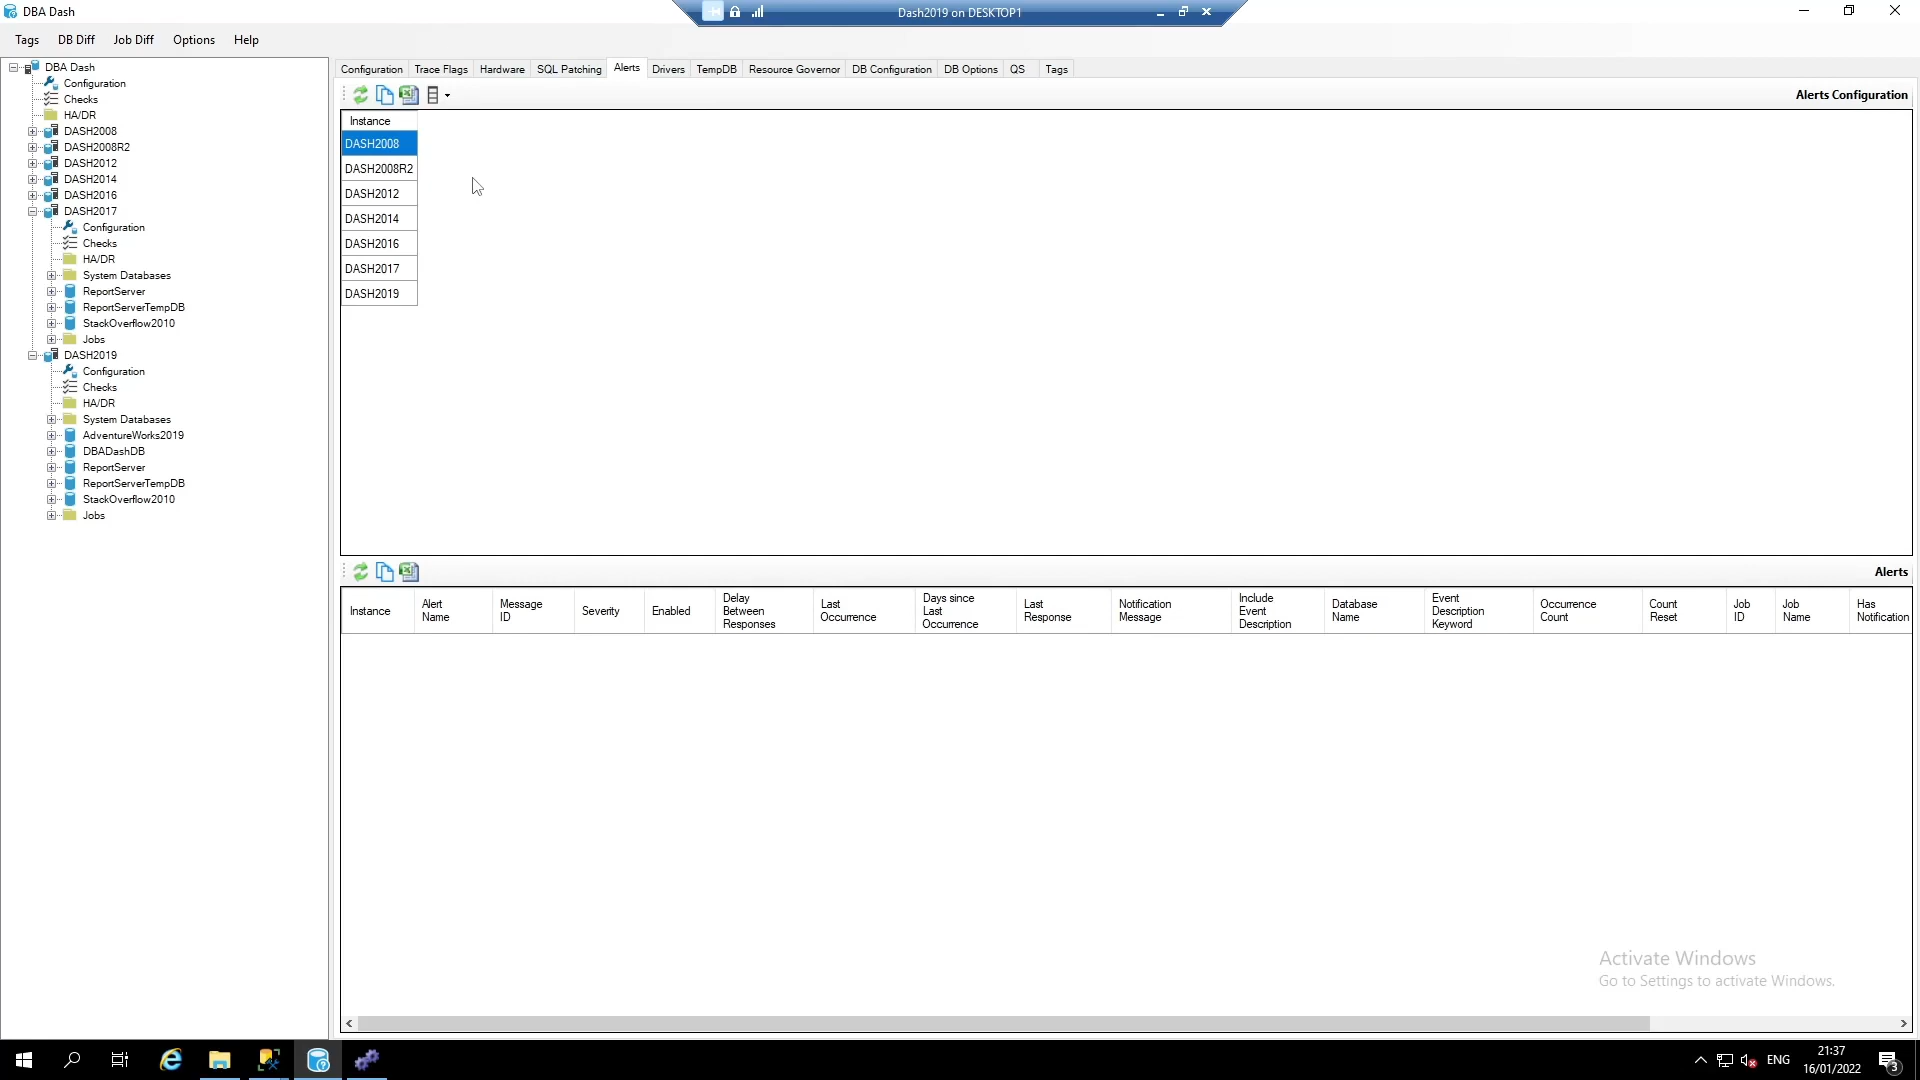 DBA Dash
Dash2019 on DESKTOP1
Tags DB Diff Job Diff Options Help
DBA Dash
Configuration
Checks
HA/DR
DASH2008
DASH2008R2
DASH2012
DASH2014
DASH2016
DASH2017
Configuration
Checks
HA/DR
System Databases
ReportServer
ReportServerTempDB
StackOverflow2010
Jobs
DASH2019
Configuration
Checks
HA/DR
System Databases
AdventureWorks2019
DBADashDB
ReportServer
ReportServerTempDB
StackOverflow2010
Jobs
Configuration Trace Flags Hardware SQL Patching Alerts Drivers TempDB Resource Governor DB Configuration DB Options QS Tags
Alerts Configuration
Instance
DASH2008
DASH2008R2
DASH2012
DASH2014
DASH2016
DASH2017
DASH2019
Alerts
Instance
Alert
Name
Message
ID
Severity
Enabled
Delay
Between
Responses
Last
Occurrence
Days since
Last
Occurrence
Last
Response
Notification
Message
Include
Event
Description
Database
Name
Event
Description
Keyword
Occurrence
Count
Count
Reset
Job
ID
Job
Name
Has
Notification
Activate Windows
Go to Settings to activate Windows.
ENG
21:37
16/01/2022
3